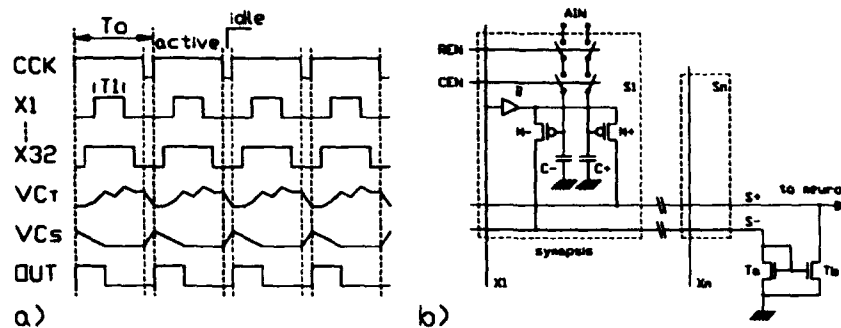 To
active
idle
CCK
T1
X1
X32
VCT
VCS
OUT
a)
AIN
REN
CEN
S1
Sn
B
M-
M+
C-
C+
to neuron
S+
S-
synapsis
Ta
Tb
X1
Xn
b)